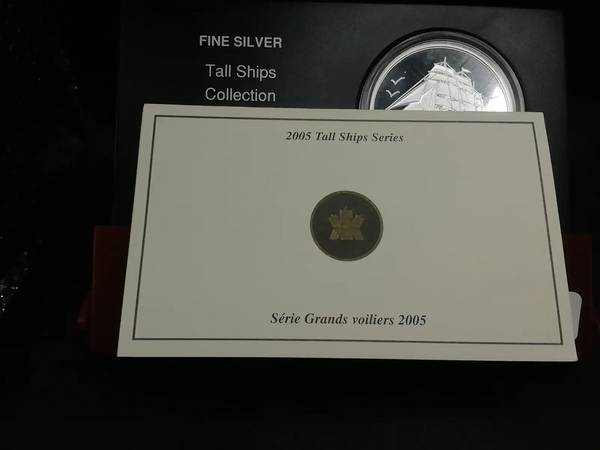 FINE SILVER
Tall Ships
Collection
2005 Tall Ships Series
Série Grands voiliers 2005